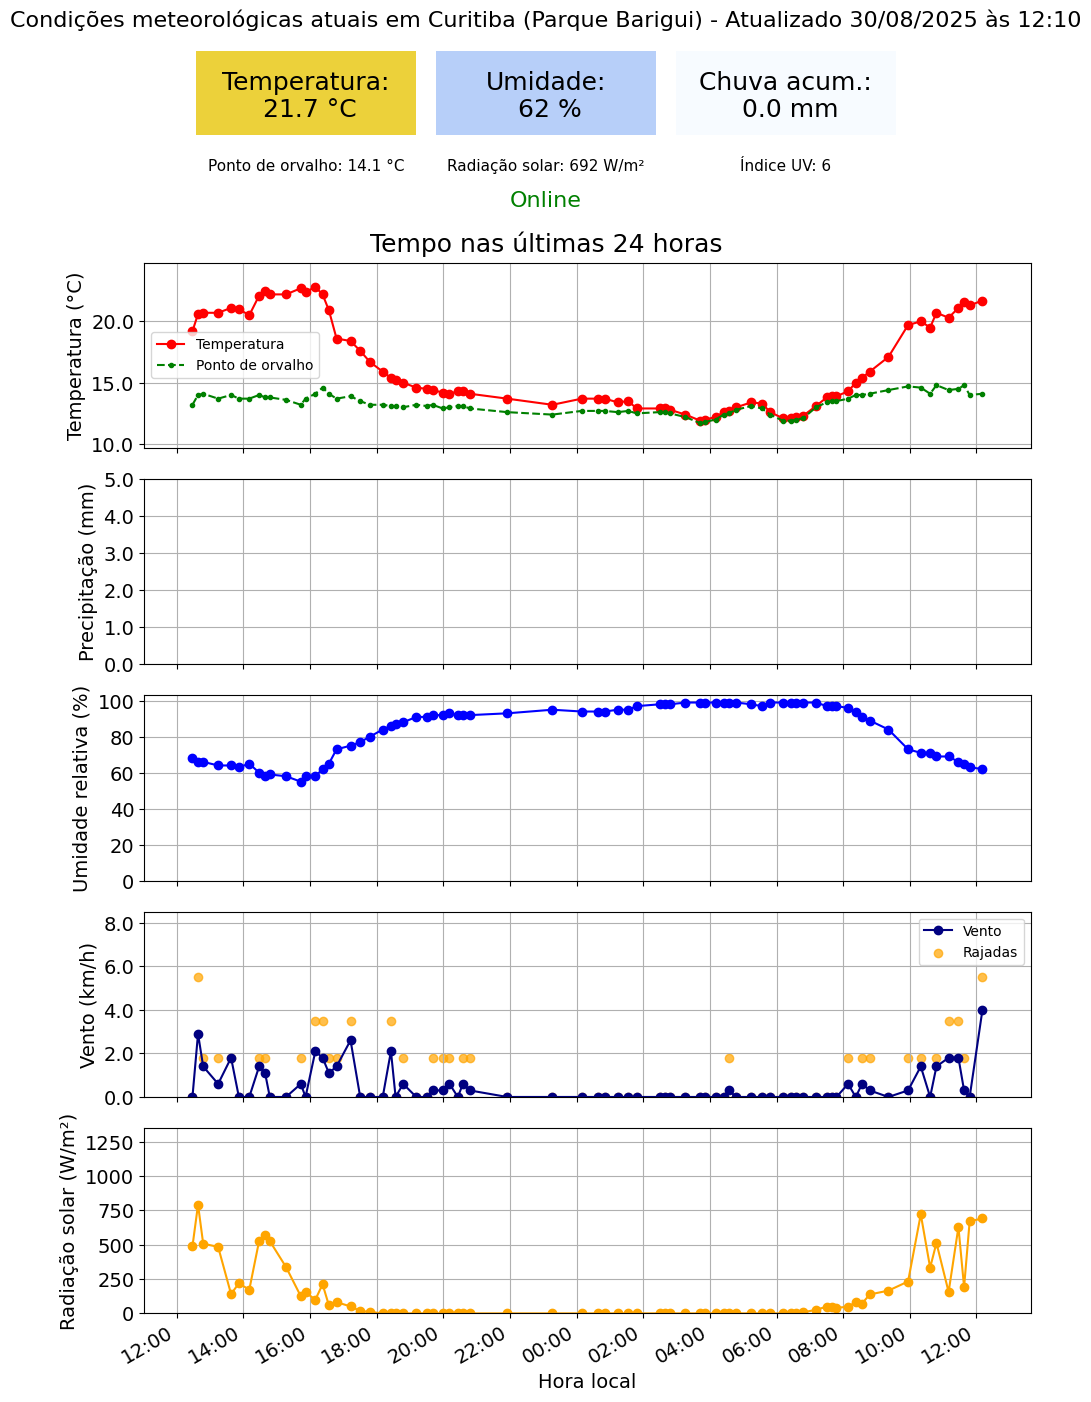 Condições meteorológicas atuais em Curitiba (Parque Barigui) - Atualizado 30/08/2025 às 12:10
Temperatura:
21.7 °C
Umidade:
62 %
Chuva acum.:
0.0 mm
Ponto de orvalho: 14.1 °C
Radiação solar: 692 W/m²
Índice UV: 6
Online
Tempo nas últimas 24 horas
Temperatura (°C)
20.0
15.0
10.0
Temperatura
Ponto de orvalho
Precipitação (mm)
5.0
4.0
3.0
2.0
1.0
0.0
Umidade relativa (%)
100
80
60
40
20
0
Vento (km/h)
8.0
6.0
4.0
2.0
0.0
Vento
Rajadas
Radiação solar (W/m²)
1250
1000
750
500
250
0
12:00
14:00
16:00
18:00
20:00
22:00
00:00
02:00
04:00
06:00
08:00
10:00
12:00
Hora local